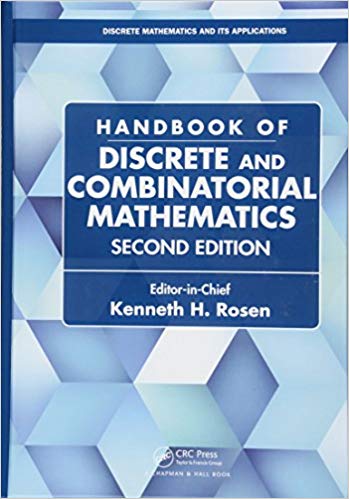 DISCRETE MATHEMATICS AND ITS APPLICATIONS
HANDBOOK OF
DISCRETE AND
COMBINATORIAL
MATHEMATICS
SECOND EDITION
Editor-in-Chief
Kenneth H. Rosen
CRC Press
Taylor & Francis Group
A CHAPMAN & HALL BOOK